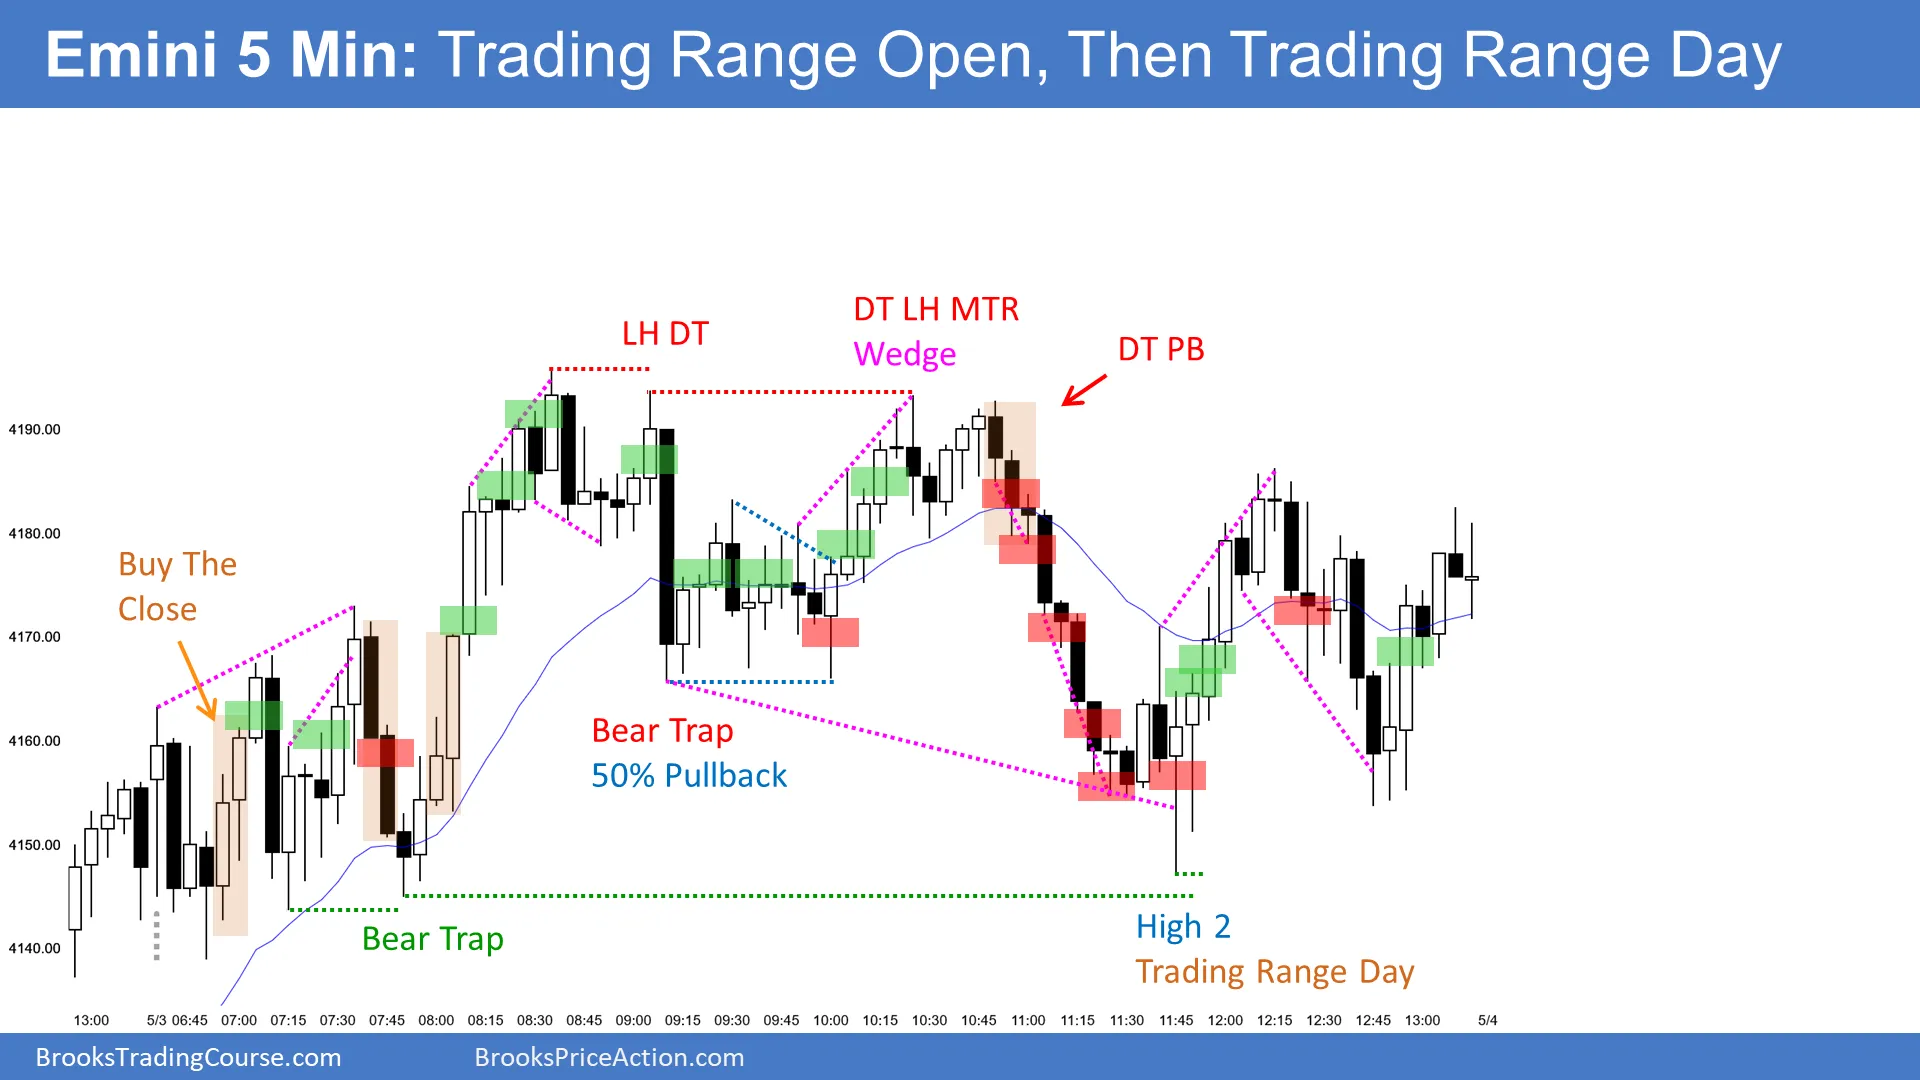 Emini 5 Min: Trading Range Open, Then Trading Range Day
DT LH MTR
Wedge
LH DT
DT PB
4190.00
4180.00
4170.00
4160.00
4150.00
4140.00
Buy The
Close
Bear Trap
50% Pullback
Bear Trap
High 2
Trading Range Day
13:00 5/3 06:45 07:00 07:15 07:30 07:45 08:00 08:15 08:30 08:45 09:00 09:15 09:30 09:45 10:00 10:15 10:30 10:45 11:00 11:15 11:30 11:45 12:00 12:15 12:30 12:45 13:00 5/4
BrooksTradingCourse.com BrooksPriceAction.com